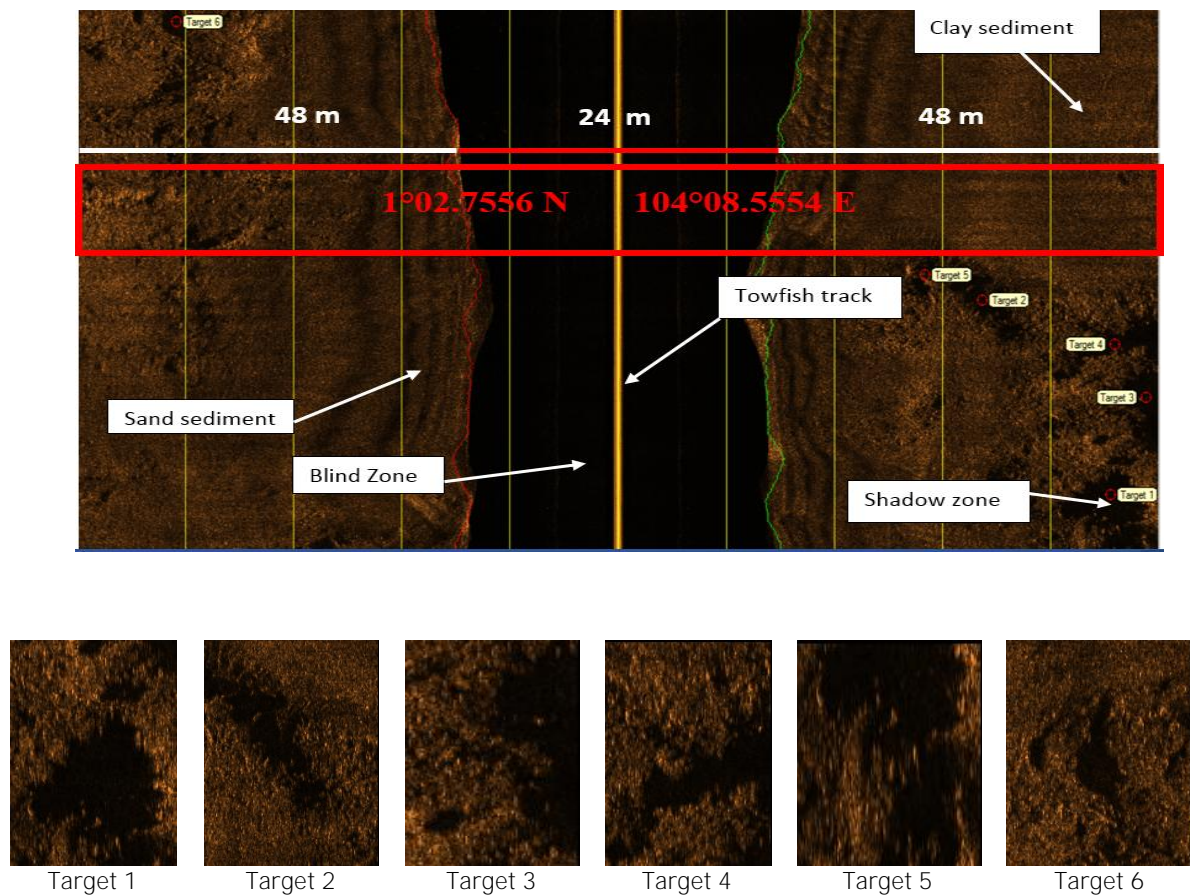 Target 6
Clay sediment
48 m
24 m
48 m
1°02.7556 N 104°08.5554 E
Target 5
Towfish track
Target 2
Target 4
Target 3
Sand sediment
Blind Zone
Shadow zone
Target 1
Target 1
Target 2
Target 3
Target 4
Target 5
Target 6